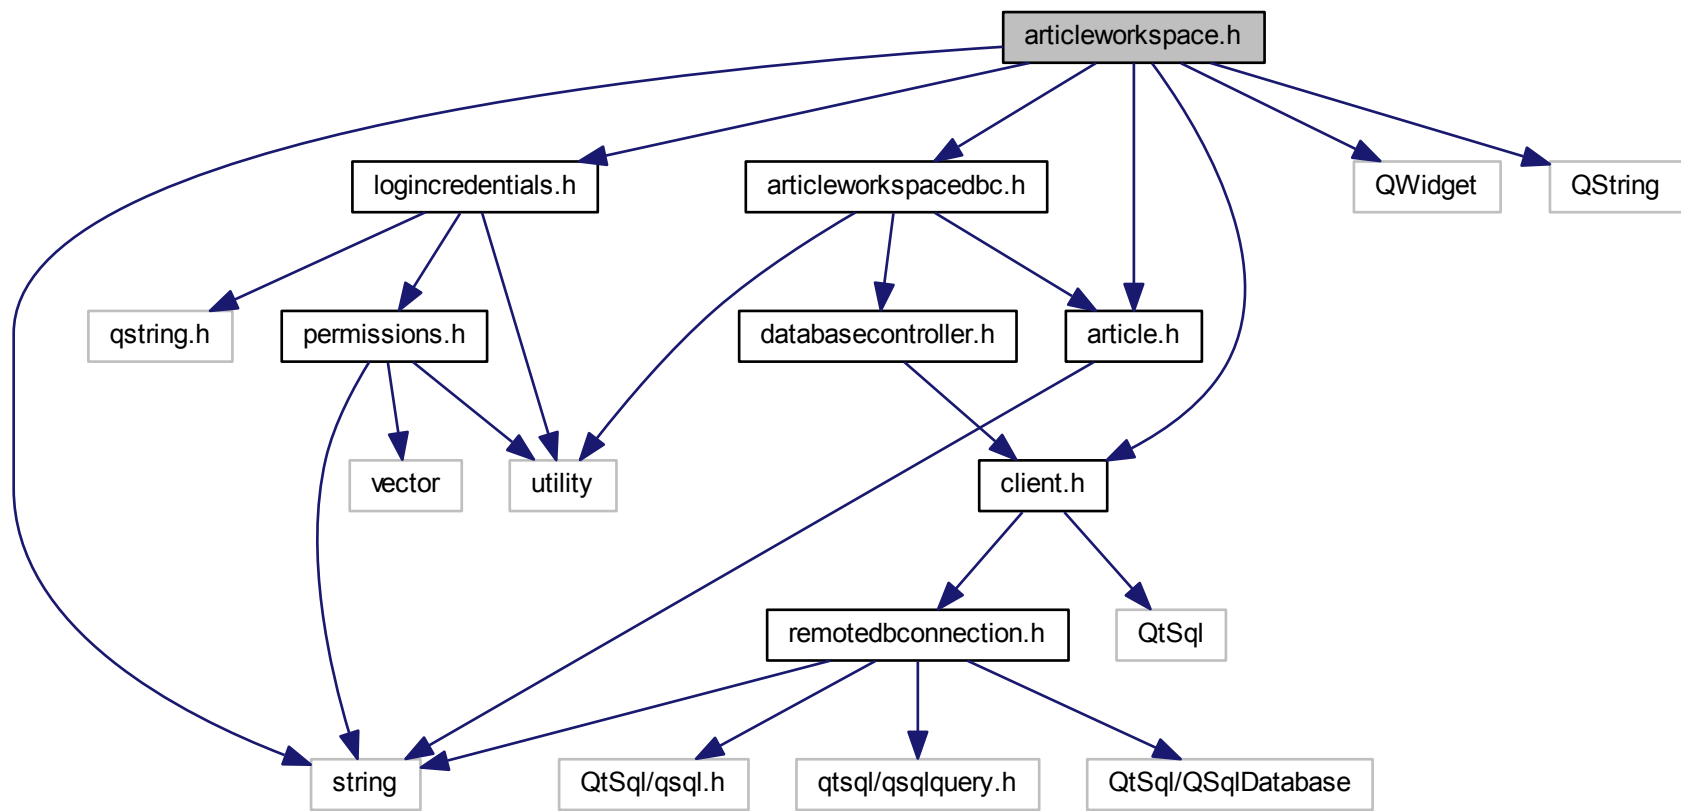 articleworkspace.h
logincredentials.h
articleworkspacedbc.h
QWidget
QString
qstring.h
permissions.h
databasecontroller.h
article.h
vector
utility
client.h
remotedbconnection.h
QtSql
string
QtSql/qsql.h
qtsql/qsqlquery.h
QtSql/QSqlDatabase